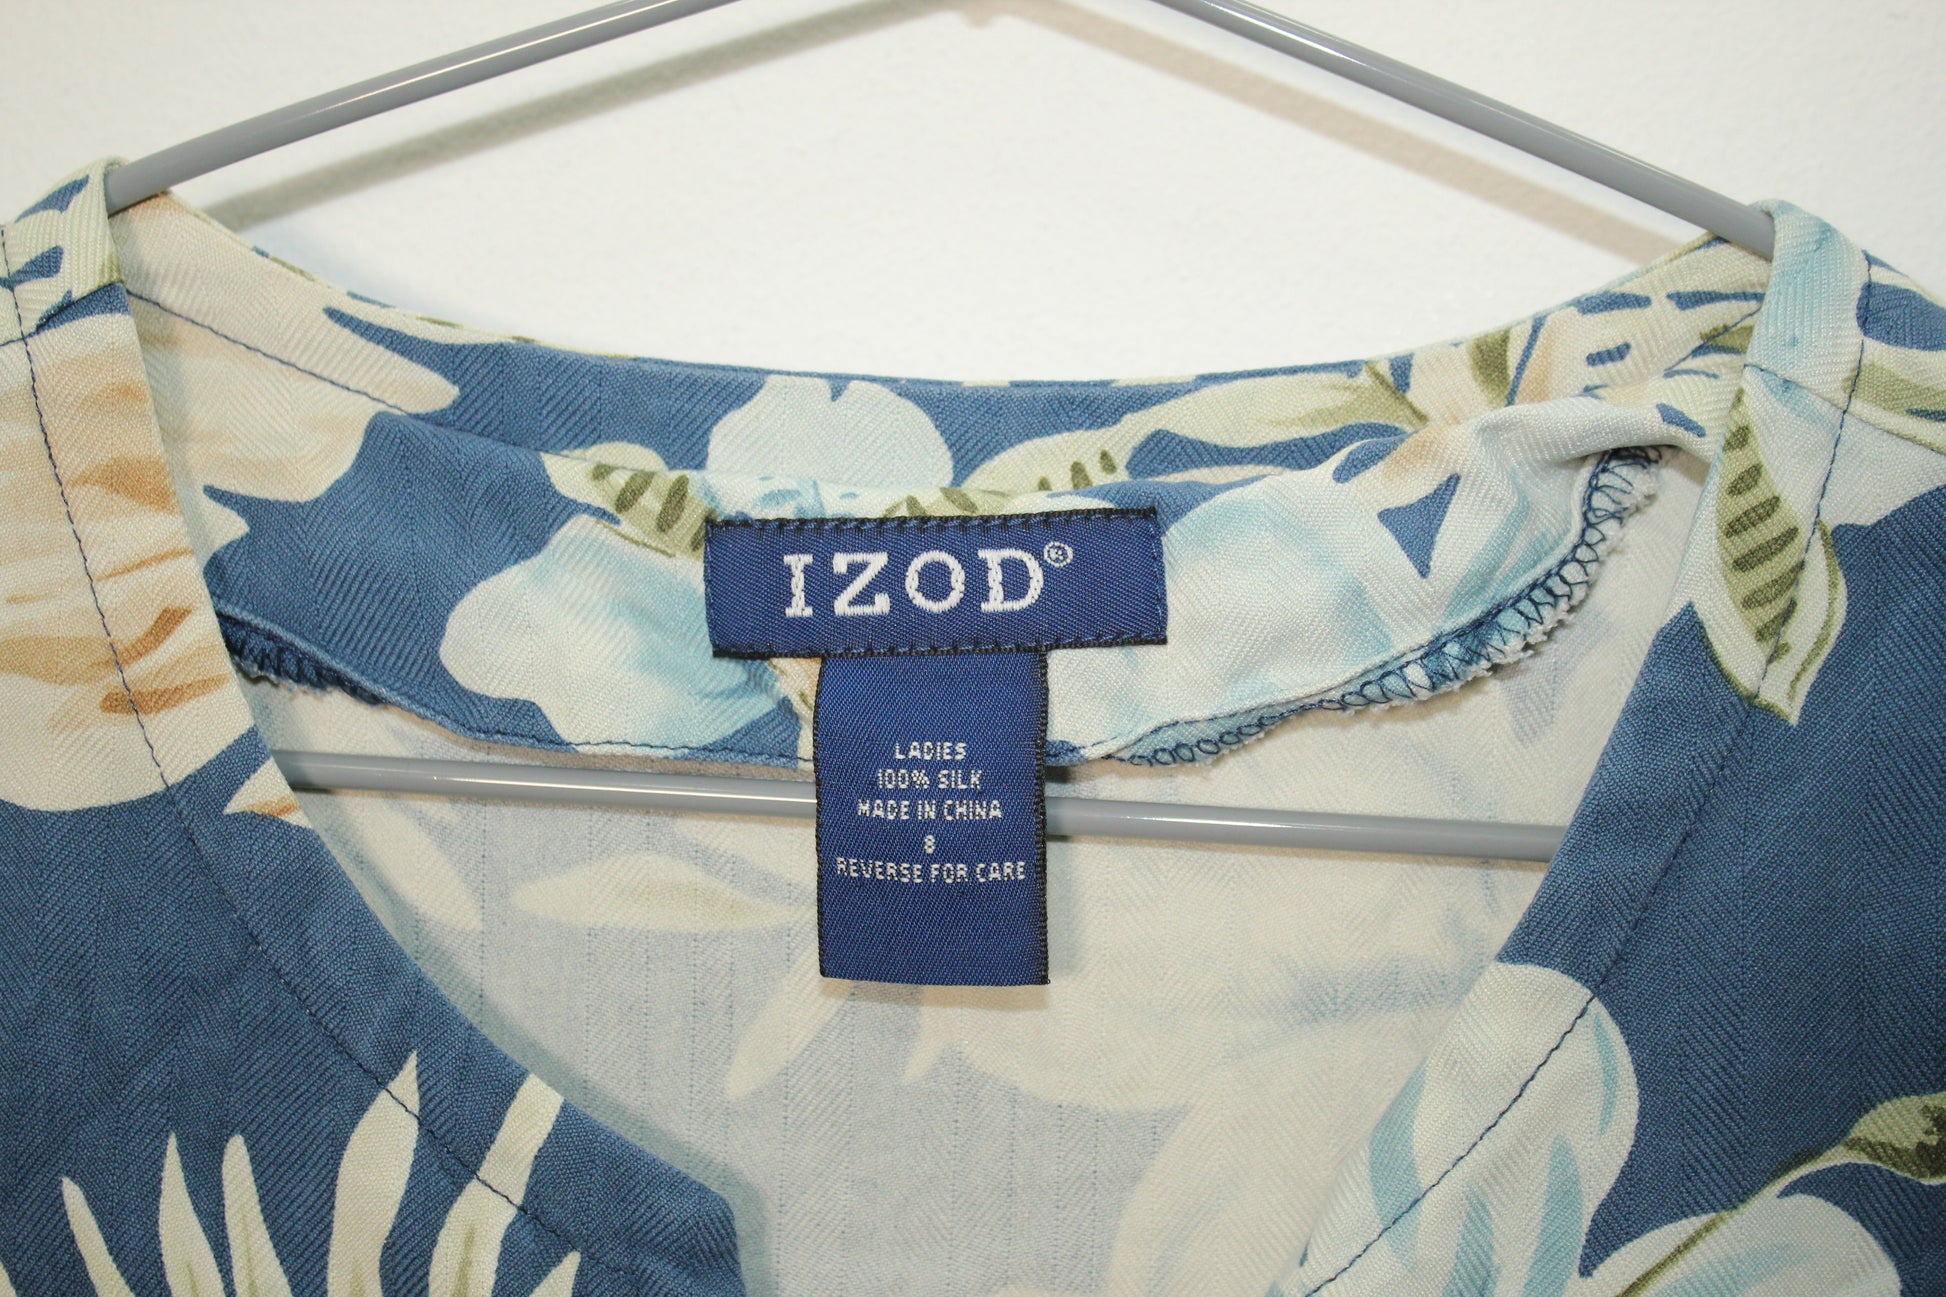 IZOD®
LADIES
100% SILK
MADE IN CHINA
8
REVERSE FOR CARE